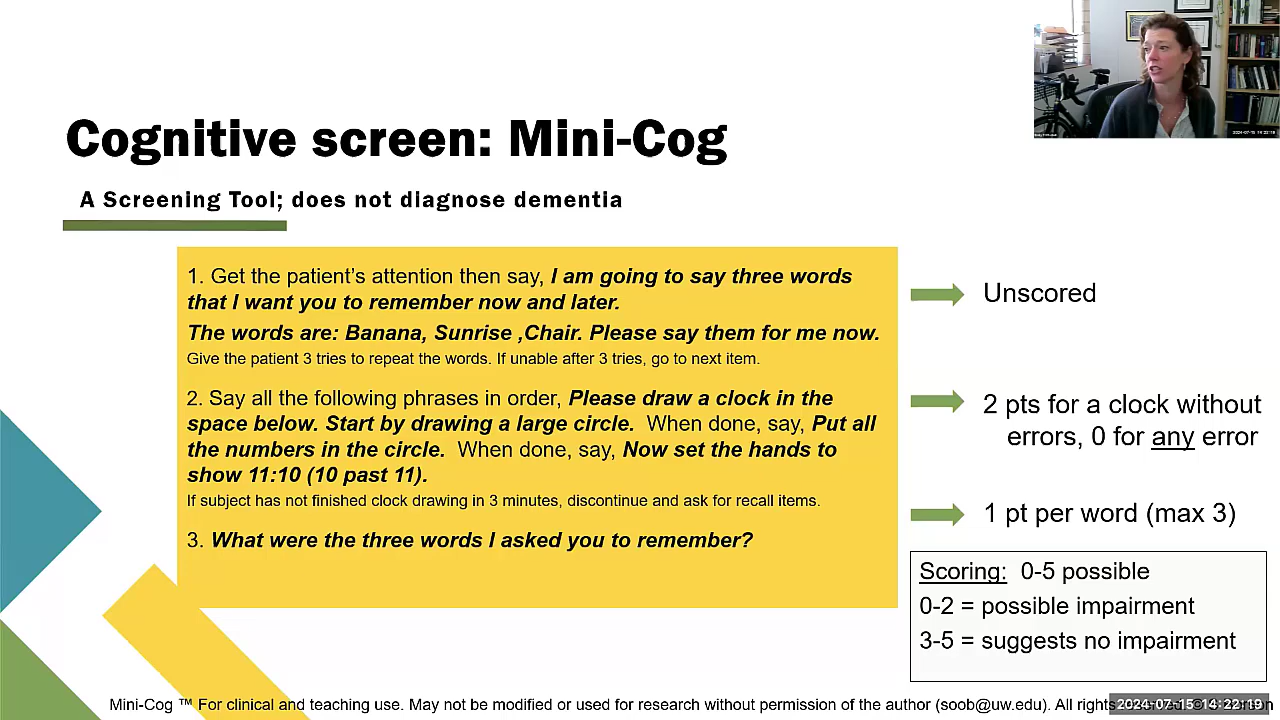 Cognitive screen: Mini-Cog
A Screening Tool; does not diagnose dementia
1. Get the patient's attention then say, I am going to say three words
that I want you to remember now and later.
The words are: Banana, Sunrise ,Chair. Please say them for me now.
Give the patient 3 tries to repeat the words. If unable after 3 tries, go to next item.
2. Say all the following phrases in order, Please draw a clock in the
space below. Start by drawing a large circle. When done, say, Put all
the numbers in the circle. When done, say, Now set the hands to
show 11:10 (10 past 11).
If subject has not finished clock drawing in 3 minutes, discontinue and ask for recall items.
3. What were the three words I asked you to remember?
Unscored
2 pts for a clock without
errors, 0 for any error
1 pt per word (max 3)
Scoring: 0-5 possible
0-2 = possible impairment
3-5 = suggests no impairment
Mini-Cog ™ For clinical and teaching use. May not be modified or used for research without permission of the author (soob@uw.edu). All rights
2024-07-15 14:22:19
2024-07-15 14:22:19